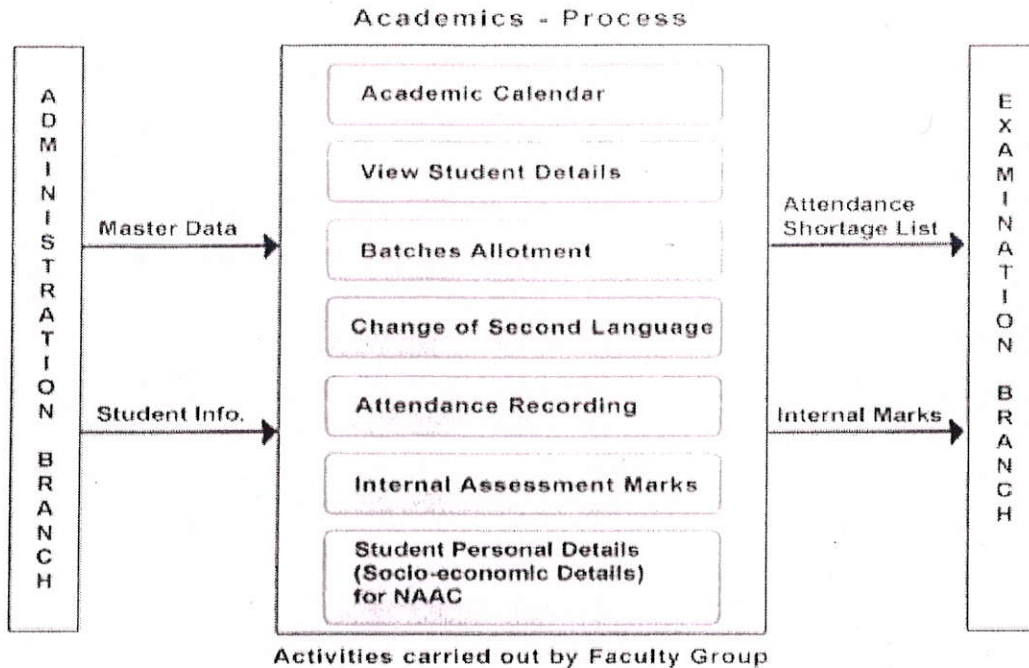 Academics - Process
ADMINISTRATION BRANCH
Master Data
Student Info.
Academic Calendar
View Student Details
Batches Allotment
Change of Second Language
Attendance Recording
Internal Assessment Marks
Student Personal Details
(Socio-economic Details)
for NAAC
Attendance
Shortage List
Internal Marks
EXAMINATION BRANCH
Activities carried out by Faculty Group